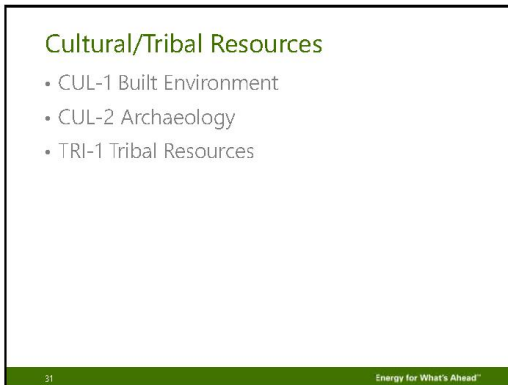 Cultural/Tribal Resources
• CUL-1 Built Environment
• CUL-2 Archaeology
• TRI-1 Tribal Resources
31
Energy for What's Ahead℠